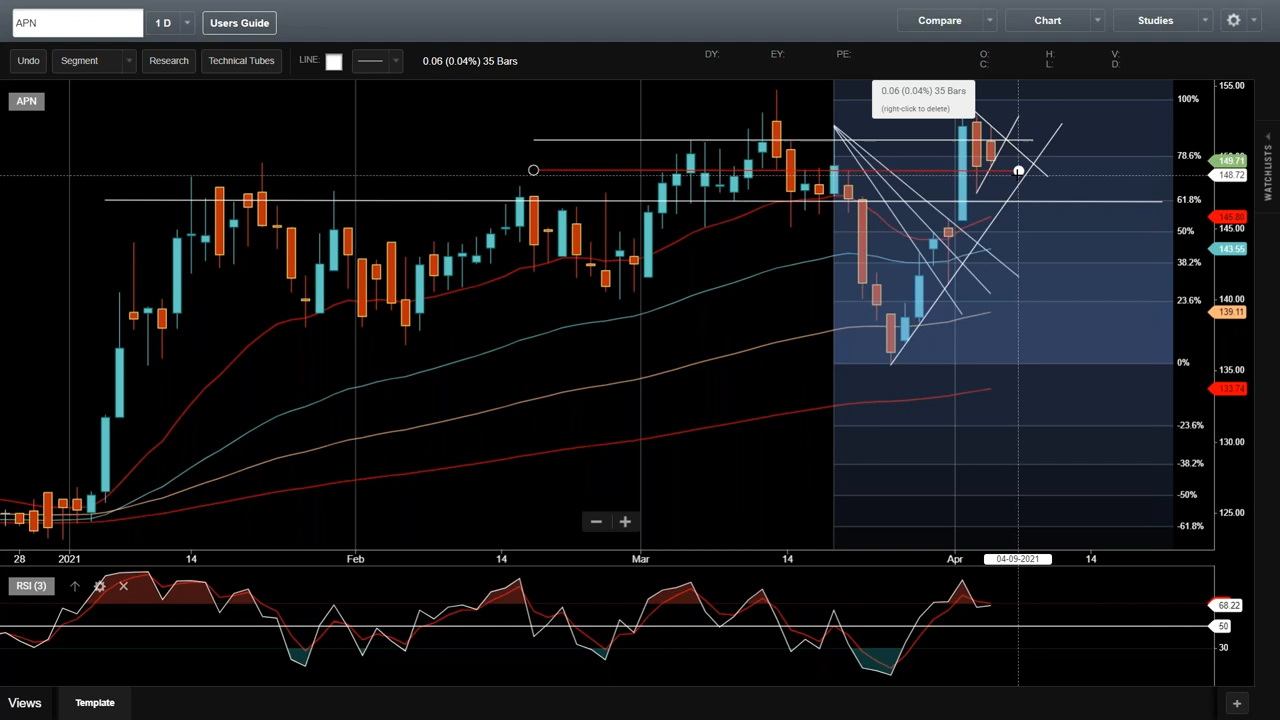 APN
1 D
Users Guide
Compare
Chart
Studies
Undo
Segment
Research
Technical Tubes
LINE:
0.06 (0.04%) 35 Bars
DY:
EY:
PE:
O:
H:
V:
C:
L:
D:
APN
0.06 (0.04%) 35 Bars
(right-click to delete)
WATCHLISTS
100%
78.6%
61.8%
50%
38.2%
23.6%
0%
-23.6%
-38.2%
-50%
-61.8%
155.00
149.71
148.72
145.80
145.00
143.55
140.00
139.11
135.00
133.74
130.00
125.00
28
2021
14
Feb
14
Mar
14
Apr
04-09-2021
14
RSI (3)
68.22
50
30
Views
Template